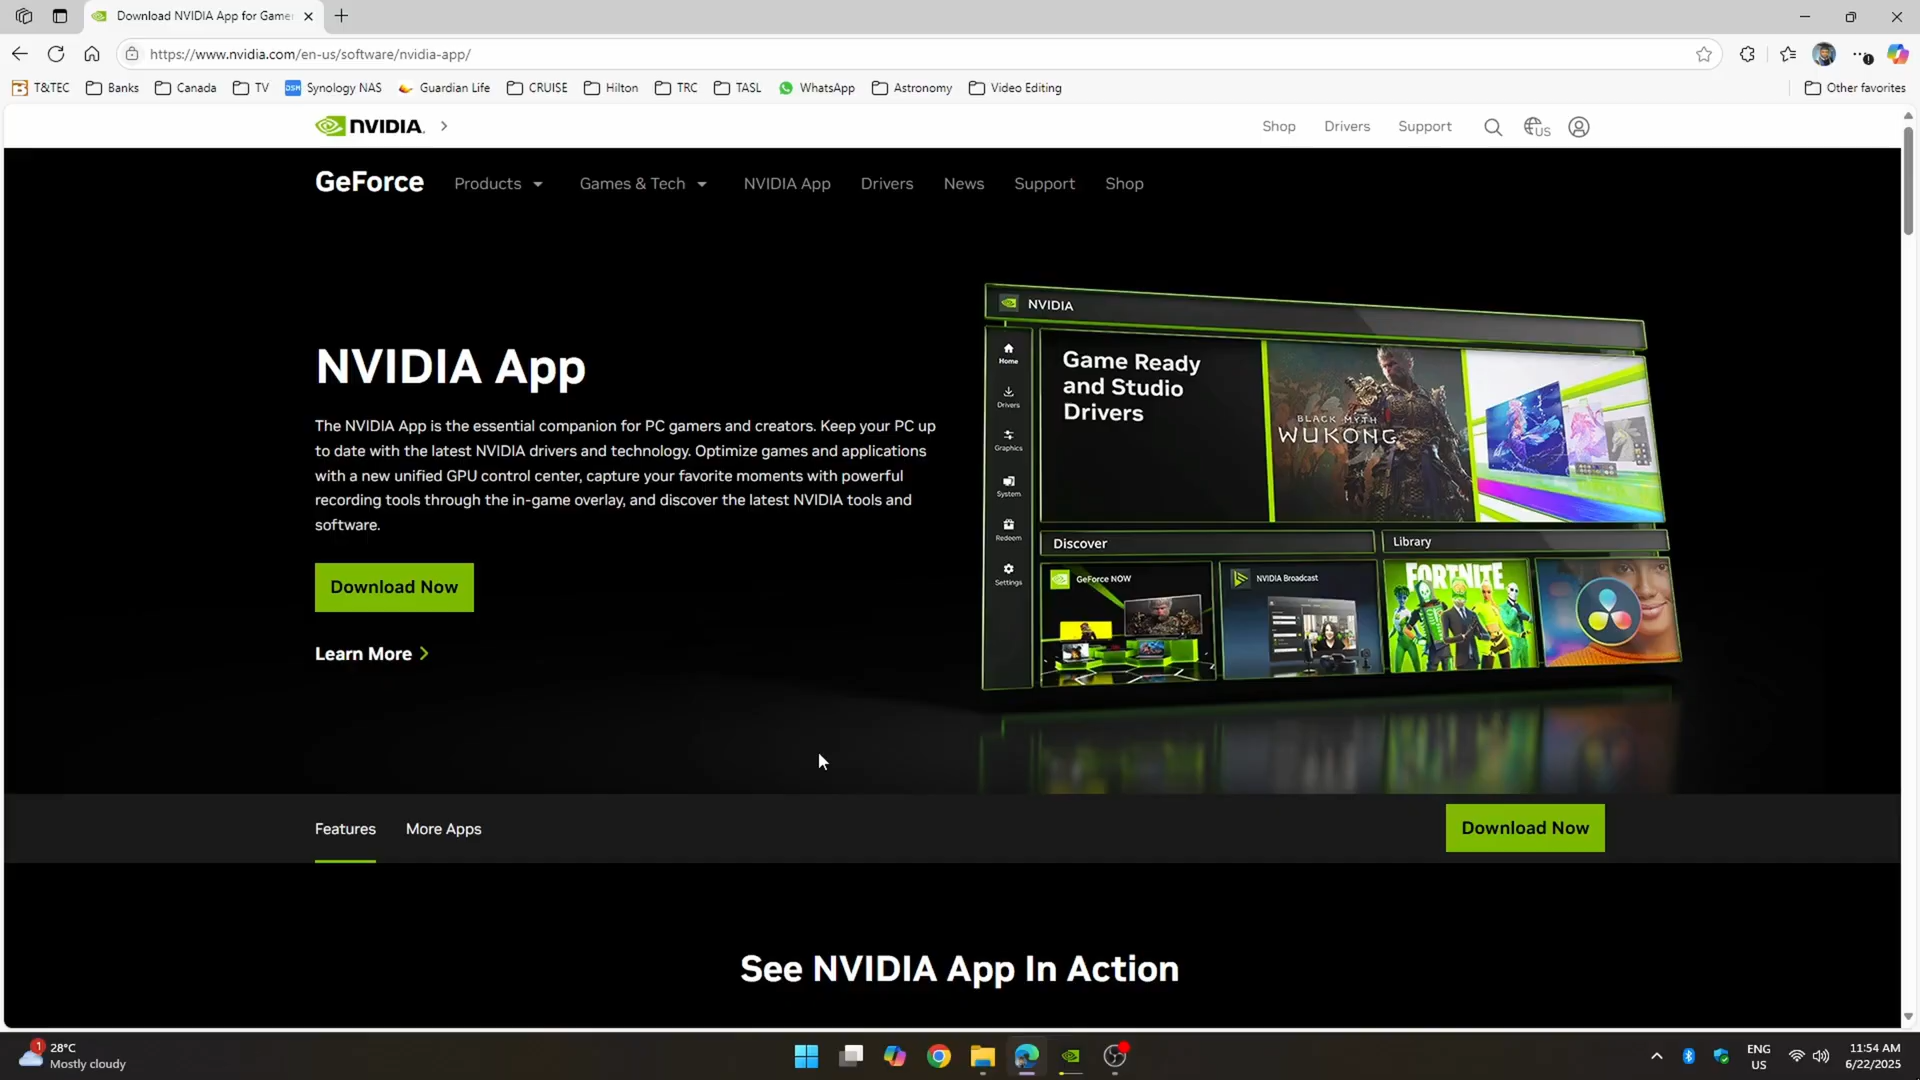 Download NVIDIA App for Game
https://www.nvidia.com/en-us/software/nvidia-app/
T&TEC Banks Canada TV DSM Synology NAS Guardian Life CRUISE Hilton TRC TASL WhatsApp Astronomy Video Editing Other favorites
NVIDIA. Shop Drivers Support US
GeForce Products Games & Tech NVIDIA App Drivers News Support Shop
NVIDIA App
The NVIDIA App is the essential companion for PC gamers and creators. Keep your PC up
to date with the latest NVIDIA drivers and technology. Optimize games and applications
with a new unified GPU control center, capture your favorite moments with powerful
recording tools through the in-game overlay, and discover the latest NVIDIA tools and
software.
Download Now
Learn More
NVIDIA
Home
Drivers
Graphics
System
Redeem
Settings
Game Ready
and Studio
Drivers
BLACK MYTH
WUKONG
Discover
Library
GeForce NOW
NVIDIA Broadcast
FORTNITE
Features More Apps Download Now
See NVIDIA App In Action
1
28°C
Mostly cloudy
ENG
US
11:54 AM
6/22/2025